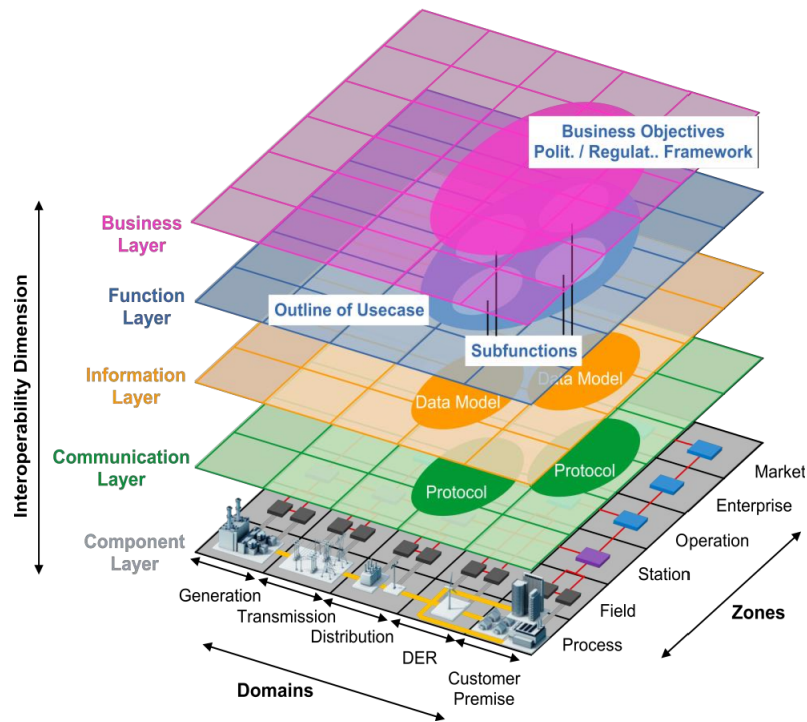 Business Objectives
Polit. / Regulat.. Framework
Interoperability Dimension
Business
Layer
Function
Layer
Outline of Usecase
Subfunctions
Information
Layer
Data Model
Data Model
Communication
Layer
Protocol
Protocol
Component
Layer
Market
Enterprise
Operation
Station
Field
Process
Zones
Generation
Transmission
Distribution
DER
Customer
Premise
Domains